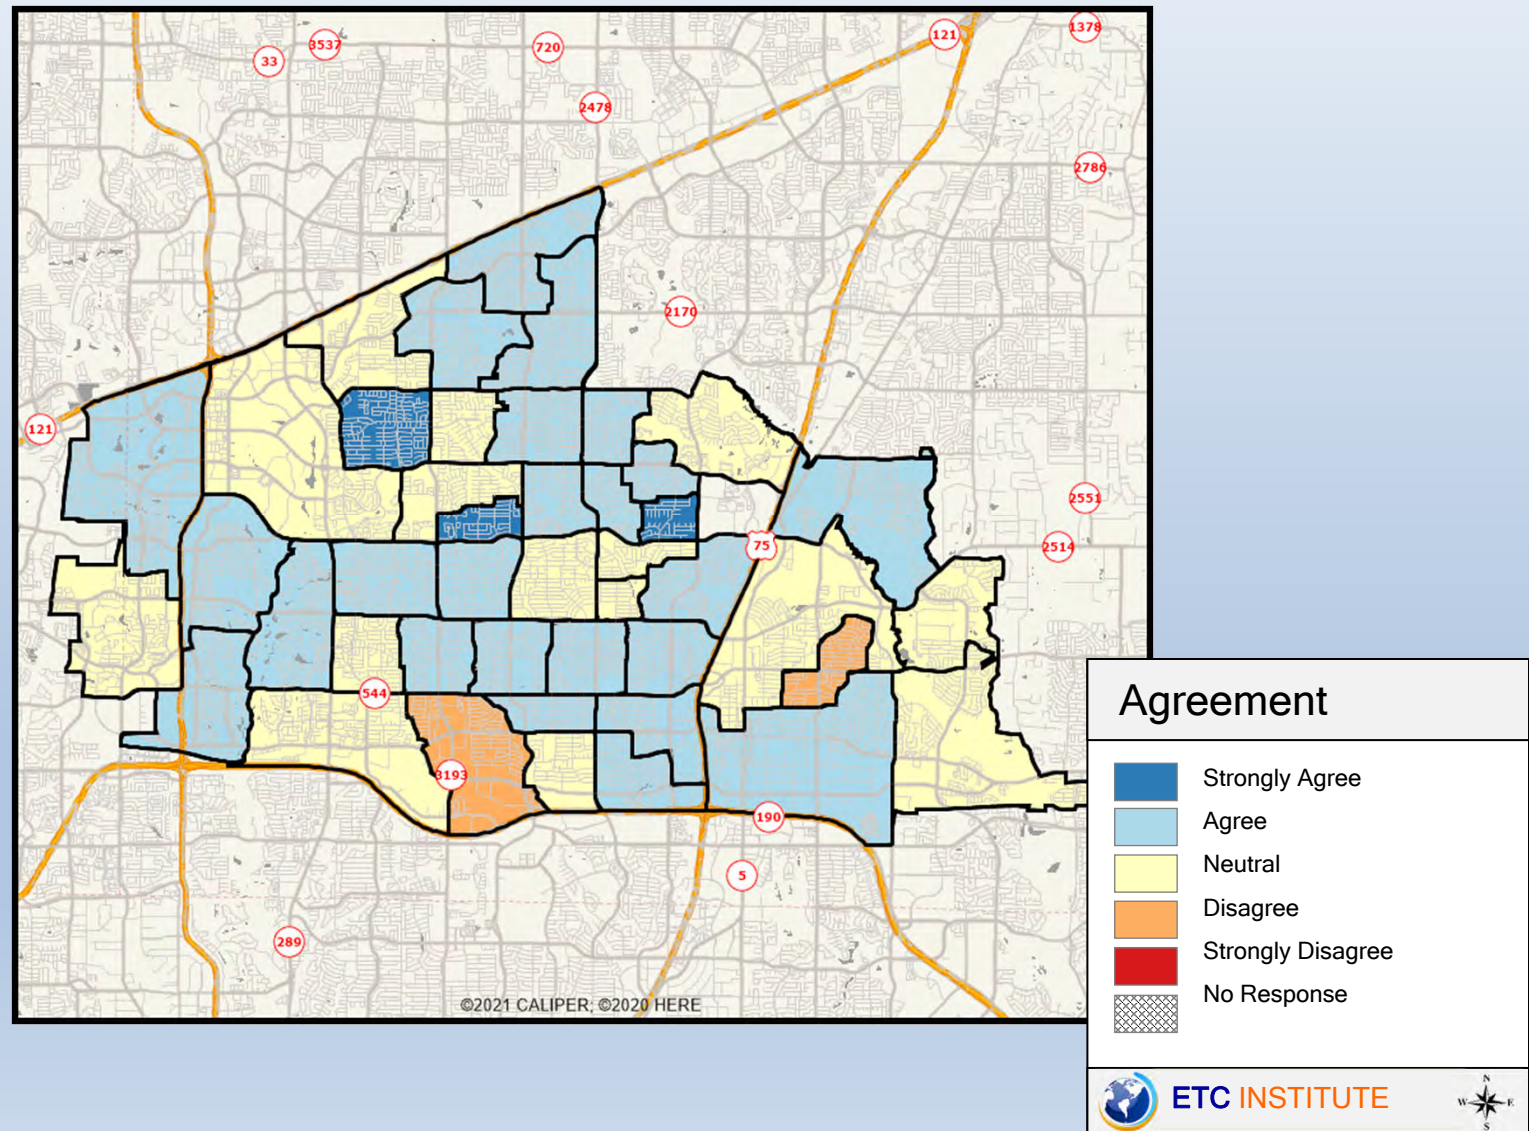 1378
121
3537
720
33
2478
2786
2170
121
2551
75
2514
544
3193
190
5
289
©2021 CALIPER; ©2020 HERE
Agreement
Strongly Agree
Agree
Neutral
Disagree
Strongly Disagree
No Response
ETC INSTITUTE
N
W E
S